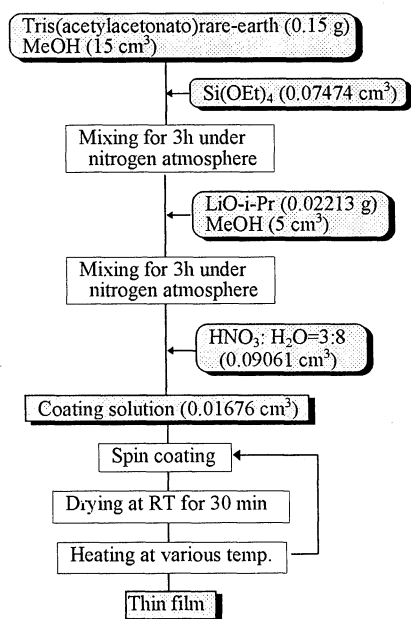 Tris(acetylacetonato)rare-earth (0.15 g)
MeOH (15 cm³)
Si(OEt)₄ (0.07474 cm³)
Mixing for 3h under
nitrogen atmosphere
LiO-i-Pr (0.02213 g)
MeOH (5 cm³)
Mixing for 3h under
nitrogen atmosphere
HNO₃: H₂O=3:8
(0.09061 cm³)
Coating solution (0.01676 cm³)
Spin coating
Drying at RT for 30 min
Heating at various temp.
Thin film